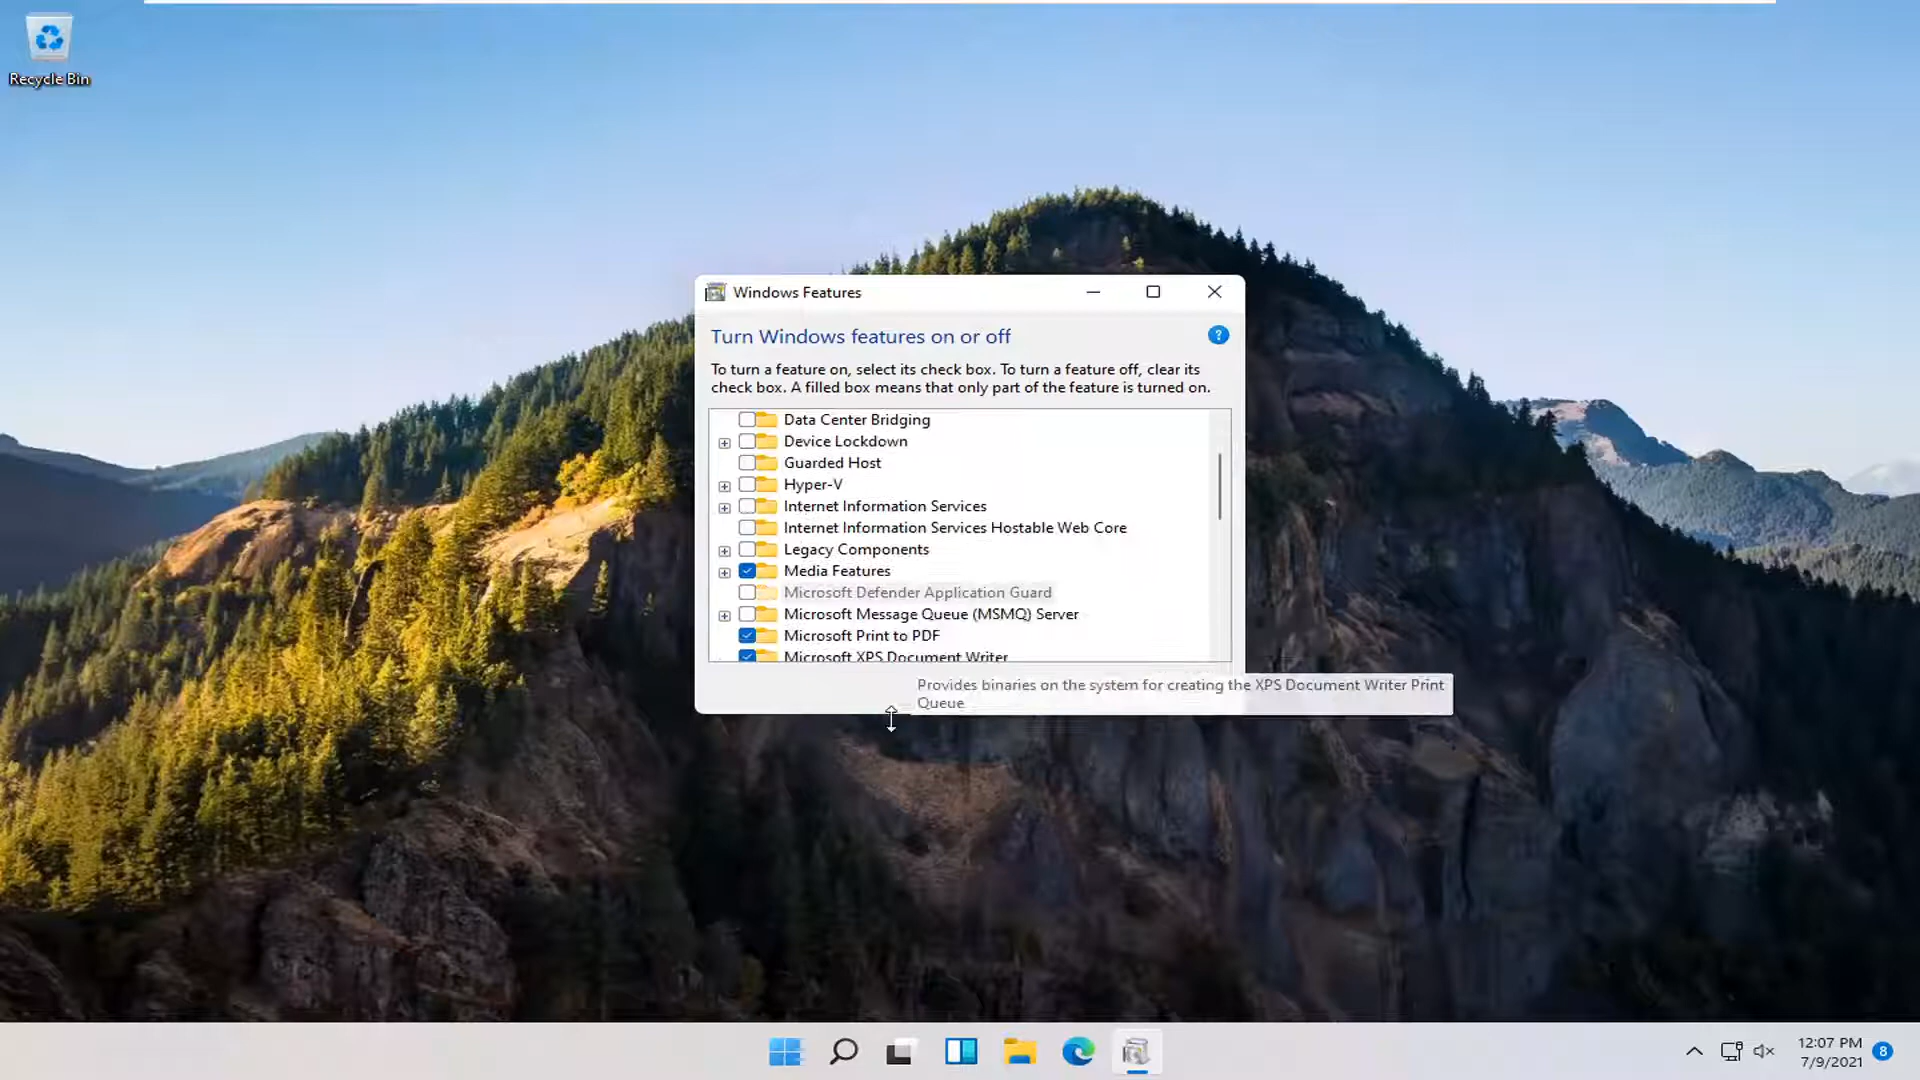 Recycle Bin
Windows Features
Turn Windows features on or off
?
To turn a feature on, select its check box. To turn a feature off, clear its
check box. A filled box means that only part of the feature is turned on.
Data Center Bridging
Device Lockdown
Guarded Host
Hyper-V
Internet Information Services
Internet Information Services Hostable Web Core
Legacy Components
Media Features
Microsoft Defender Application Guard
Microsoft Message Queue (MSMQ) Server
Microsoft Print to PDF
Microsoft XPS Document Writer
Provides binaries on the system for creating the XPS Document Writer Print
Queue
12:07 PM
7/9/2021
8